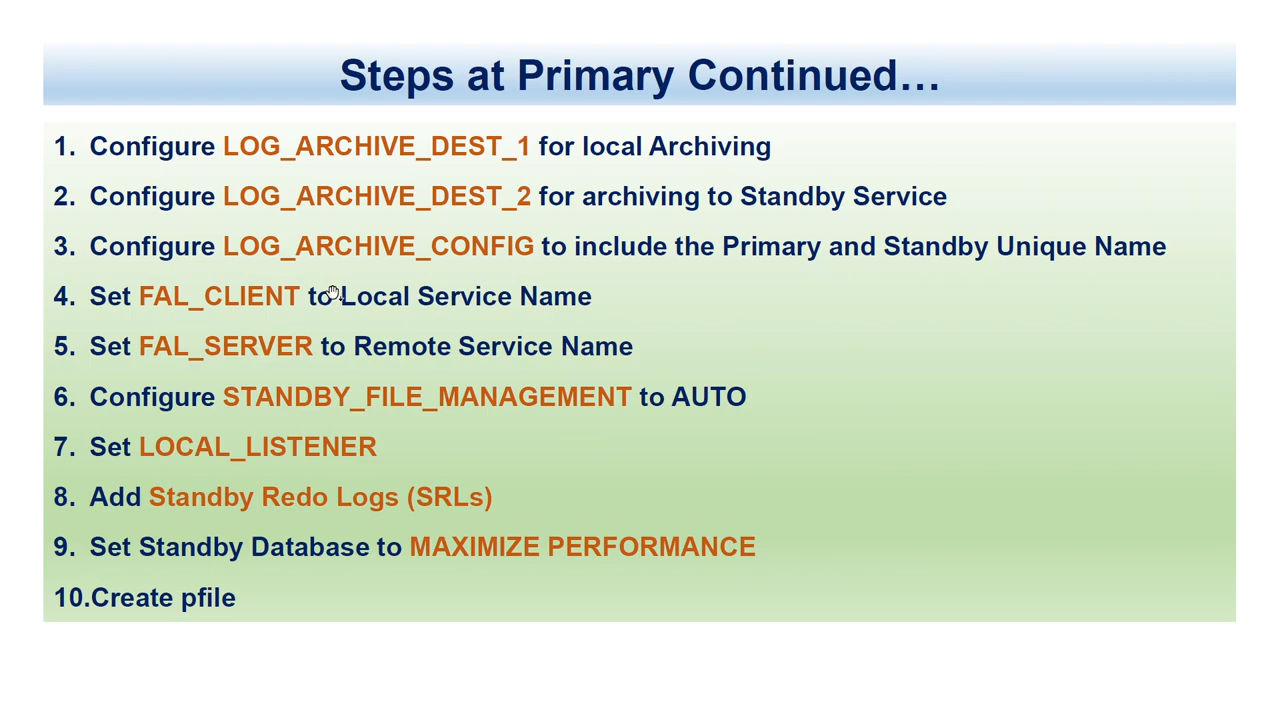 Steps at Primary Continued…
1. Configure LOG_ARCHIVE_DEST_1 for local Archiving
2. Configure LOG_ARCHIVE_DEST_2 for archiving to Standby Service
3. Configure LOG_ARCHIVE_CONFIG to include the Primary and Standby Unique Name
4. Set FAL_CLIENT to Local Service Name
5. Set FAL_SERVER to Remote Service Name
6. Configure STANDBY_FILE_MANAGEMENT to AUTO
7. Set LOCAL_LISTENER
8. Add Standby Redo Logs (SRLs)
9. Set Standby Database to MAXIMIZE PERFORMANCE
10.Create pfile